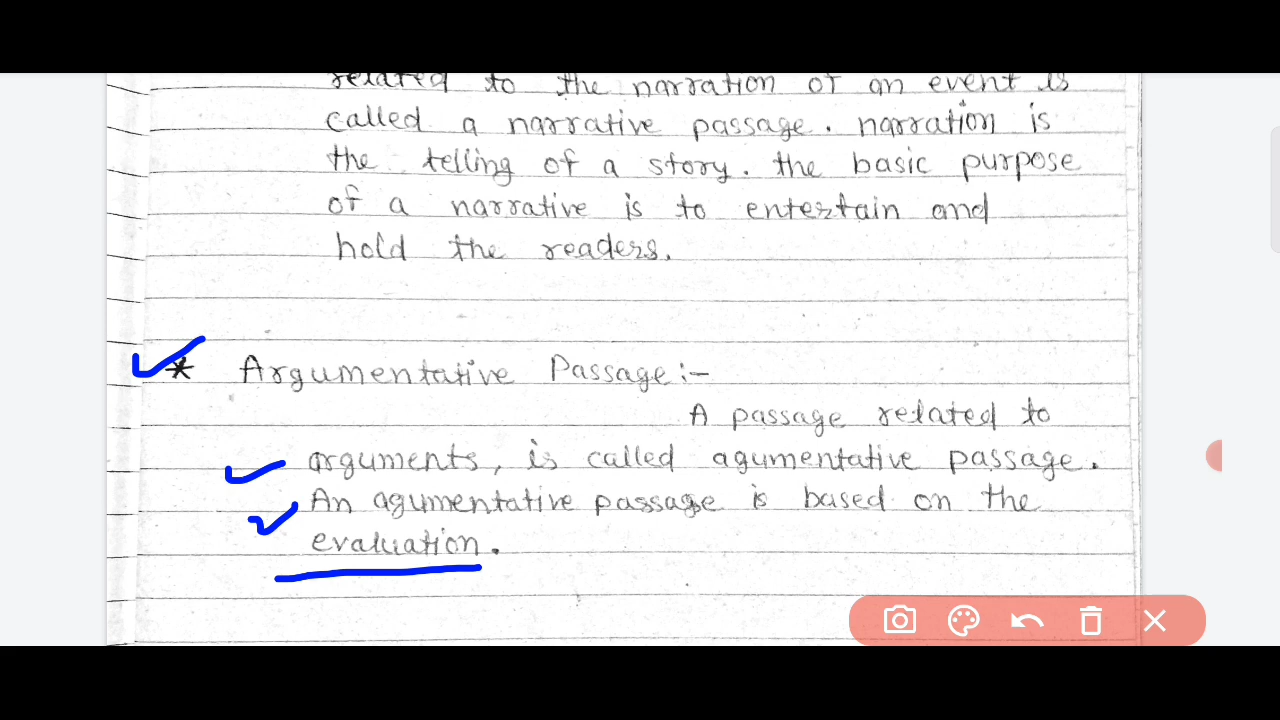 related to the narration of an event is
called a narrative passage. narration is
the telling of a story. the basic purpose
of a narrative is to entertain and
hold the readers.
* Argumentative Passage :-
A passage related to
arguments, is called agumentative passage.
An agumentative passage is based on the
evaluation.